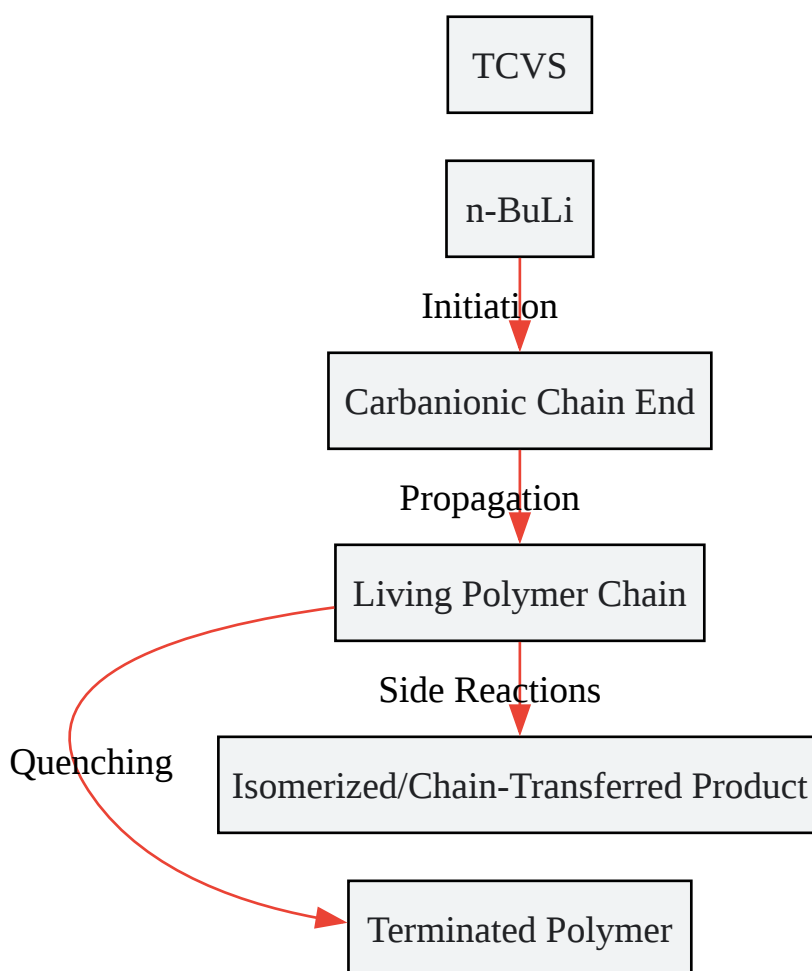 TCVS
n-BuLi
Initiation
Carbanionic Chain End
Propagation
Living Polymer Chain
Side Reactions
Quenching
Isomerized/Chain-Transferred Product
Terminated Polymer